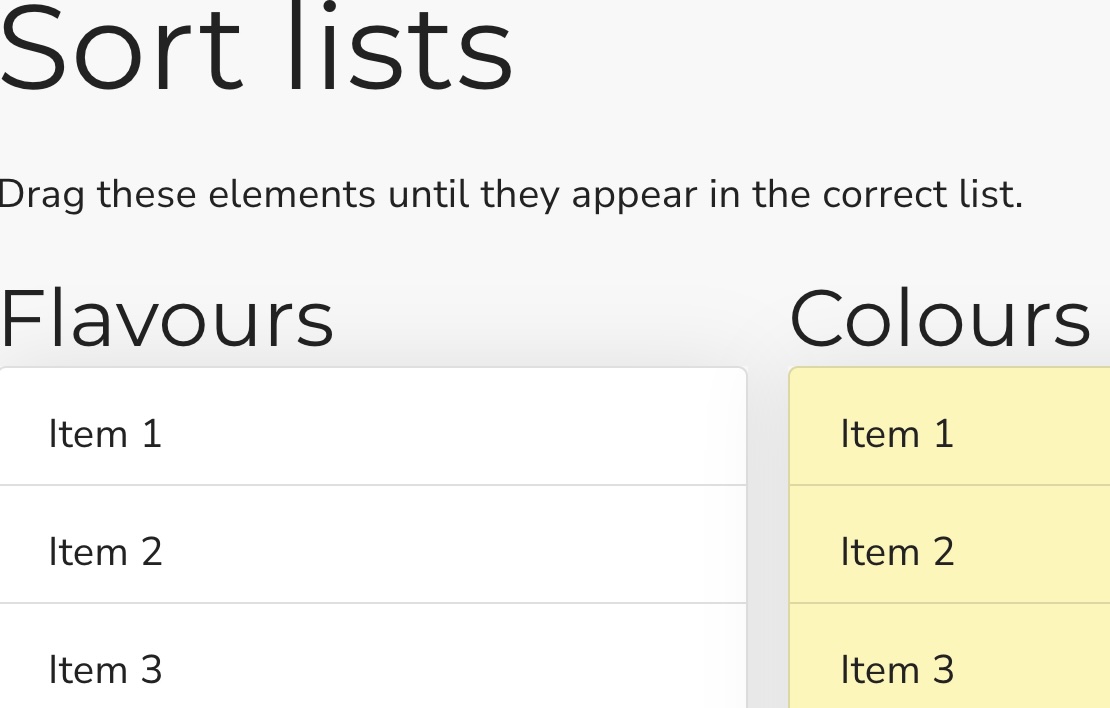 Sort lists
Drag these elements until they appear in the correct list.
Flavours
Item 1
Item 2
Item 3
Colours
Item 1
Item 2
Item 3